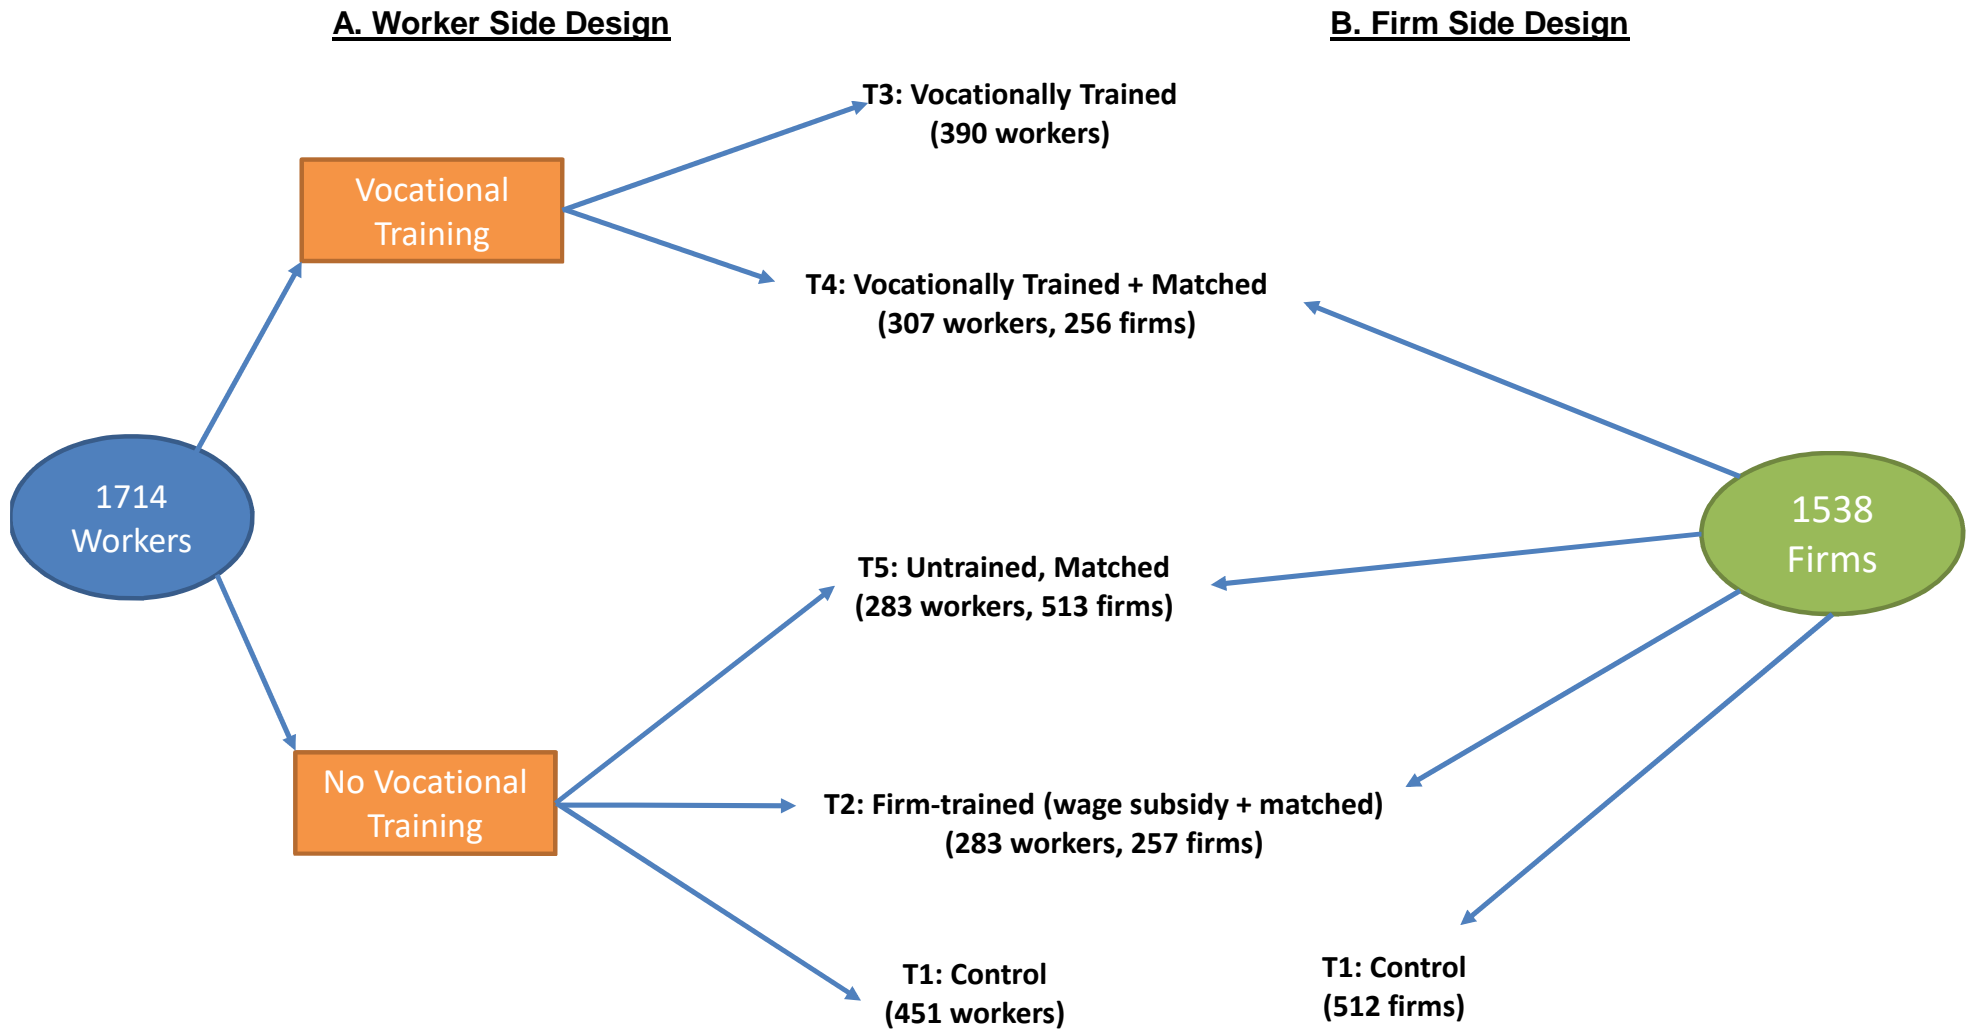 A. Worker Side Design
B. Firm Side Design
T3: Vocationally Trained
(390 workers)
Vocational
Training
T4: Vocationally Trained + Matched
(307 workers, 256 firms)
1714
Workers
1538
Firms
T5: Untrained, Matched
(283 workers, 513 firms)
No Vocational
Training
T2: Firm-trained (wage subsidy + matched)
(283 workers, 257 firms)
T1: Control
(451 workers)
T1: Control
(512 firms)